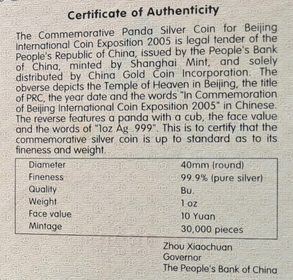 Certificate of Authenticity
The Commemorative Panda Silver Coin for Beijing
International Coin Exposition 2005 is legal tender of the
People's Republic of China, issued by the People's Bank
of China, minted by Shanghai Mint, and solely
distributed by China Gold Coin Incorporation. The
obverse depicts the Temple of Heaven in Beijing, the title
of PRC, the year date and the words "In Commemoration
of Beijing International Coin Exposition 2005" in Chinese.
The reverse features a panda with a cub, the face value
and the words of "1oz Ag .999". This is to certify that the
commemorative silver coin is up to standard as to its
fineness and weight.
Diameter 40mm (round)
Fineness 99.9% (pure silver)
Quality Bu.
Weight 1 oz
Face value 10 Yuan
Mintage 30,000 pieces
Zhou Xiaochuan
Governor
The People's Bank of China